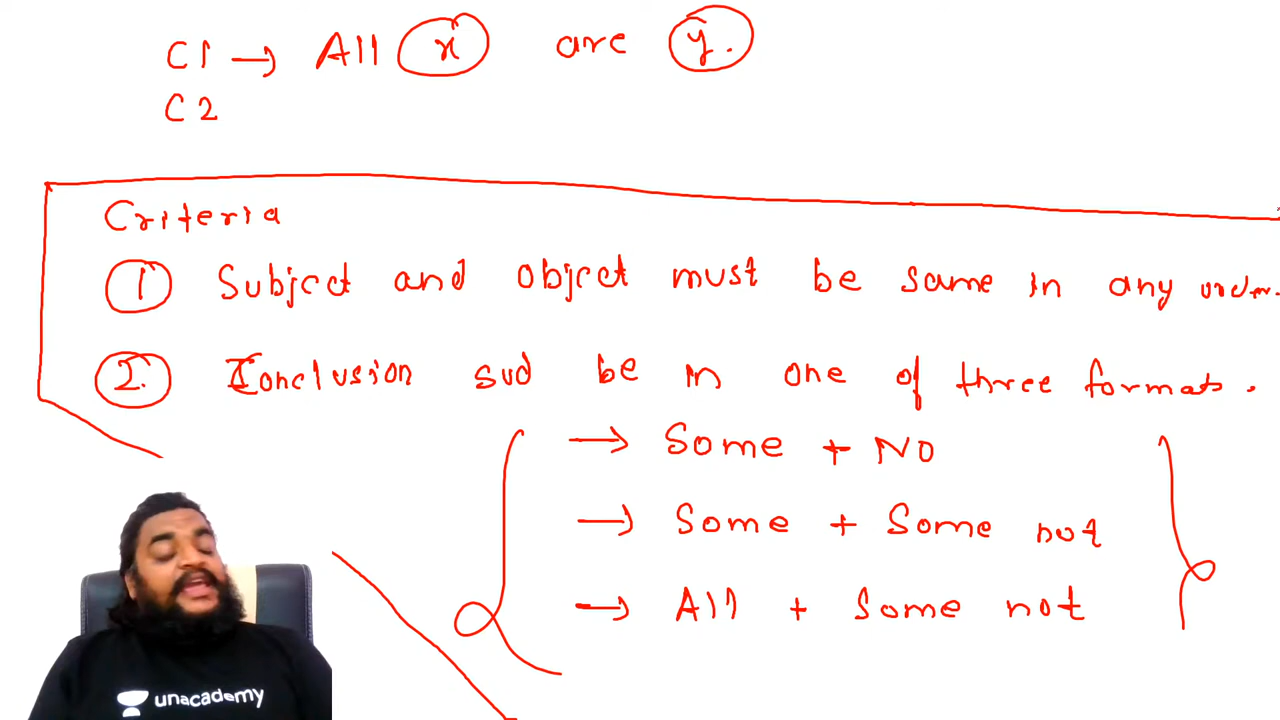 C1 → All x are y.
C2
Criteria
1 Subject and object must be same in any order.
2. Conclusion sud be in one of three formats.
→ Some + NO
→ Some + Some not
→ All + Some not
unacademy